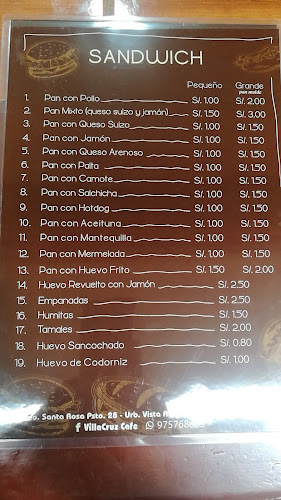 SANDWICH
Pequeño Grande
pan molde
1. Pan con Pollo S/. 1.00 S/. 2.00
2. Pan Mixto (queso suizo y jamón) S/. 1.50 S/. 3.00
3. Pan con Queso Suizo S/. 1.00 S/. 1.50
4. Pan con Jamón S/. 1.00 S/. 1.50
5. Pan con Queso Arenoso S/. 1.00 S/. 1.50
6. Pan con Palta S/. 1.00 S/. 1.50
7. Pan con Camote S/. 1.00 S/. 1.50
8. Pan con Salchicha S/. 1.00 S/. 1.50
9. Pan con Hotdog S/. 1.00 S/. 1.50
10. Pan con Aceituna S/. 1.00 S/. 1.50
11. Pan con Mantequilla S/. 1.00 S/. 1.50
12. Pan con Mermelada S/. 1.00 S/. 1.50
13. Pan con Huevo Frito S/. 1.50 S/. 2.00
14. Huevo Revuelto con Jamón S/. 2.50
15. Empanadas S/. 2.50
16. Humitas S/. 1.50
17. Tamales S/. 2.00
18. Huevo Sancochado S/. 0.80
19. Huevo de Codorniz S/. 1.00
Santa Rosa Psto. 28 - Urb. Vista
VillaCruz Cafe